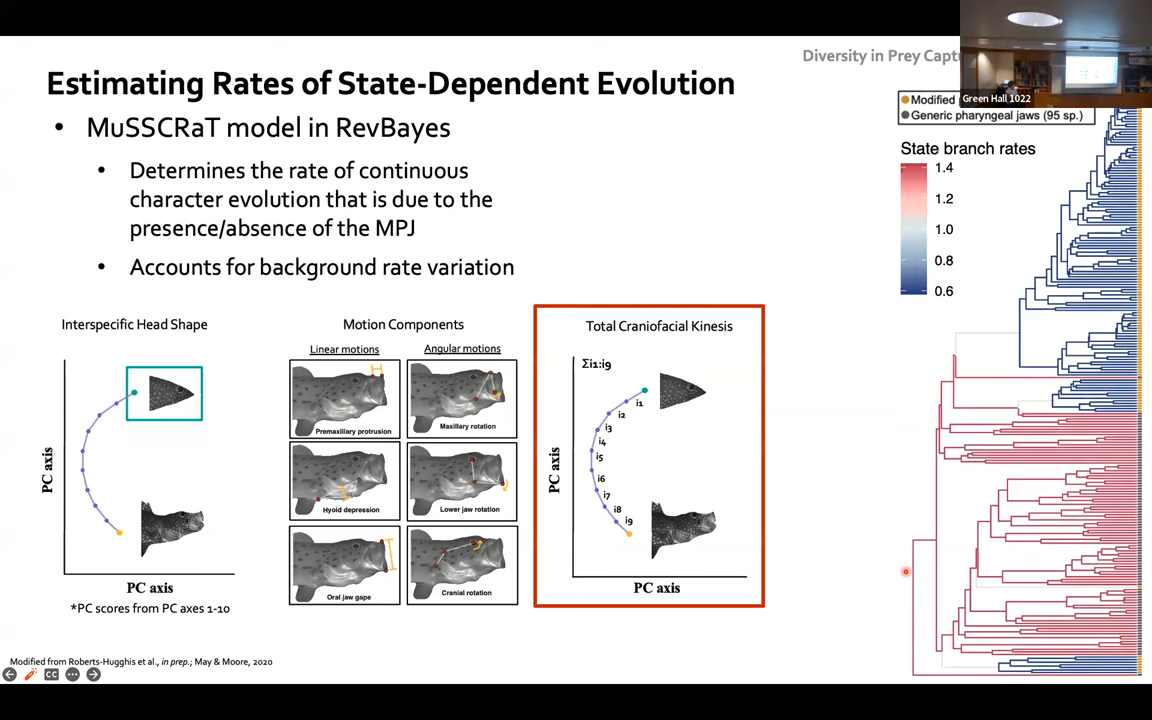 Diversity in Prey Captu
Estimating Rates of State-Dependent Evolution
• MuSSCRaT model in RevBayes
• Determines the rate of continuous
character evolution that is due to the
presence/absence of the MPJ
• Accounts for background rate variation
Green Hall 1022
Modified
Generic pharyngeal jaws (95 sp.)
State branch rates
1.4
1.2
1.0
0.8
0.6
Interspecific Head Shape
PC axis
PC axis
*PC scores from PC axes 1-10
Motion Components
Linear motions
Angular motions
Premaxillary protrusion
Maxillary rotation
Hyoid depression
Lower jaw rotation
Oral jaw gape
Cranial rotation
Total Craniofacial Kinesis
Σi1:i9
i1
i2
i3
i4
i5
i6
i7
i8
i9
PC axis
PC axis
Modified from Roberts-Hugghis et al., in prep.; May & Moore, 2020
CC